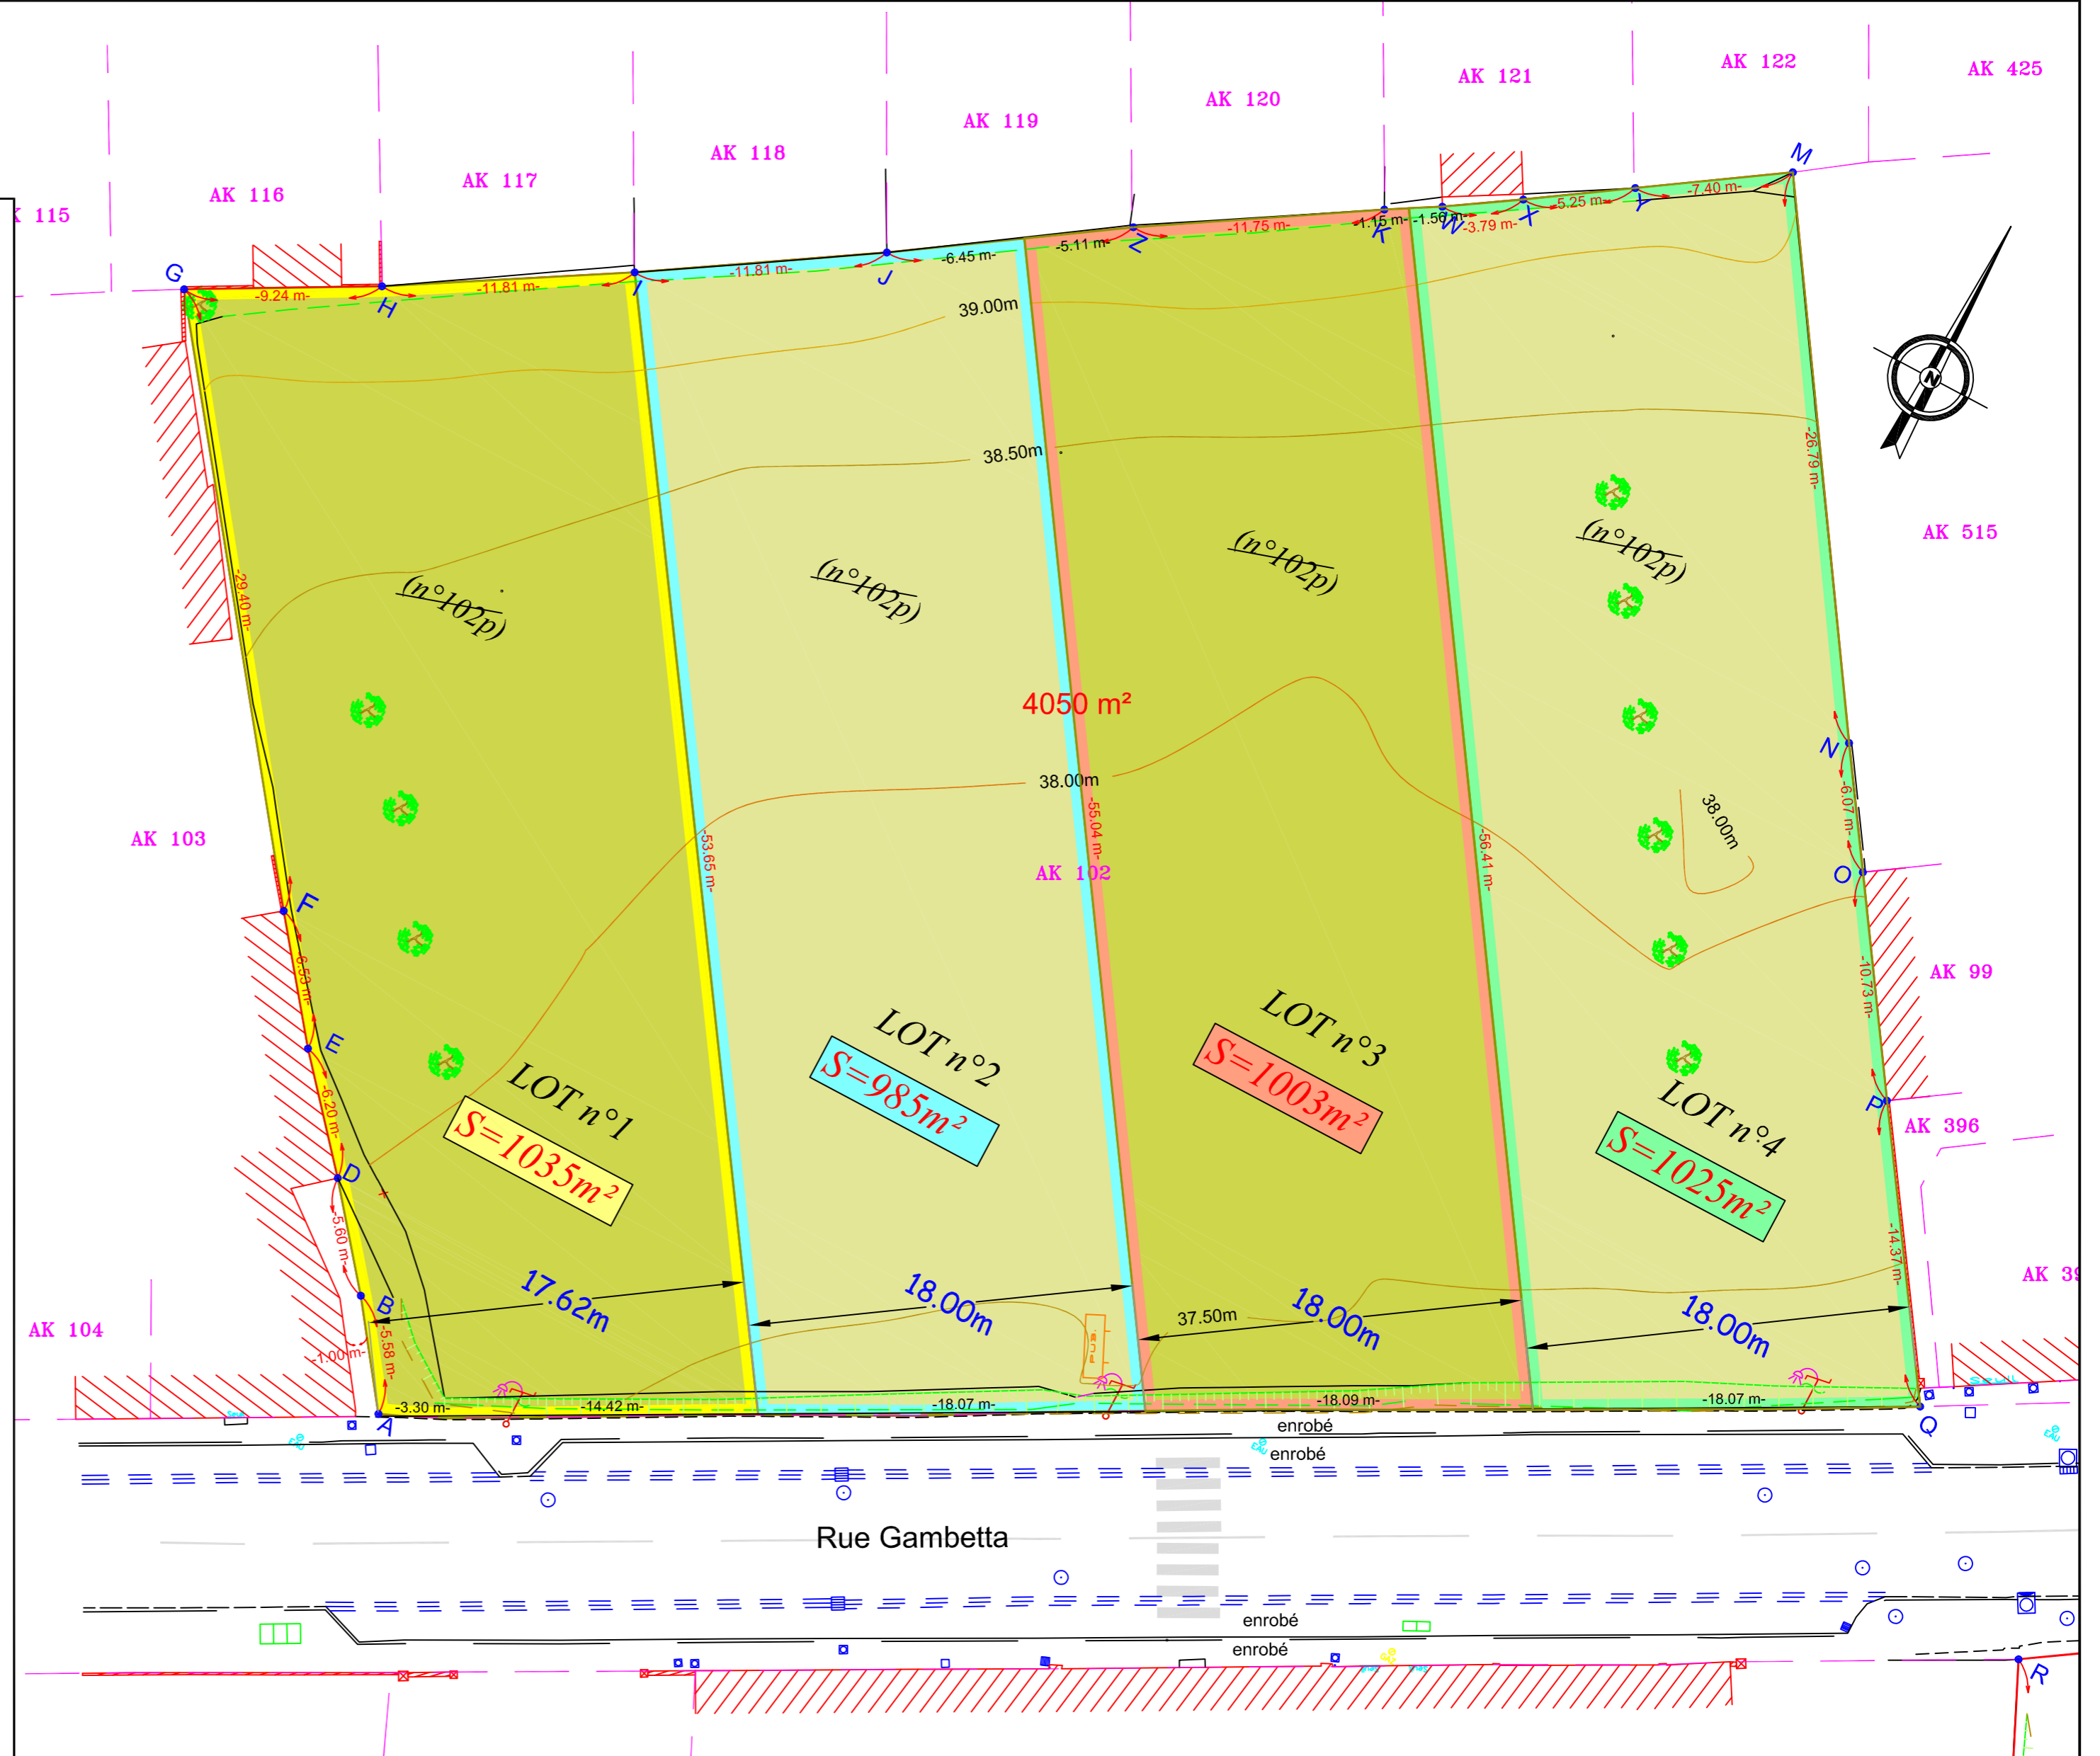 AK 122
AK 425
AK 121
AK 120
AK 119
AK 118
AK 117
AK 116
115
M
-7.40 m-
Y
-5.25 m-
X
-3.79 m-
W
-1.56 m-
-1.15 m-
K
-11.75 m-
Z
-5.11 m-
-6.45 m-
J
-11.81 m-
I
-11.81 m-
H
-9.24 m-
G
39.00m
N
38.50m
-26.79 m-
AK 515
(n°102p)
(n°102p)
(n°102p)
(n°102p)
-29.40 m-
4050 m²
38.00m
38.00m
N
-6.07 m-
O
AK 103
-53.65 m-
-55.04 m-
-56.41 m-
AK 102
F
-6.53 m-
AK 99
-10.73 m-
E
-6.20 m-
LOT n°1
S=1035m²
LOT n°2
S=985m²
LOT n°3
S=1003m²
LOT n°4
S=1025m²
P
AK 396
D
-5.60 m-
-14.37 m-
AK 39
B
17.62m
18.00m
18.00m
18.00m
37.50m
AK 104
-1.00 m-
-5.58 m-
A
-3.30 m-
-14.42 m-
-18.07 m-
-18.09 m-
-18.07 m-
Q
enrobé
enrobé
Rue Gambetta
enrobé
enrobé
R